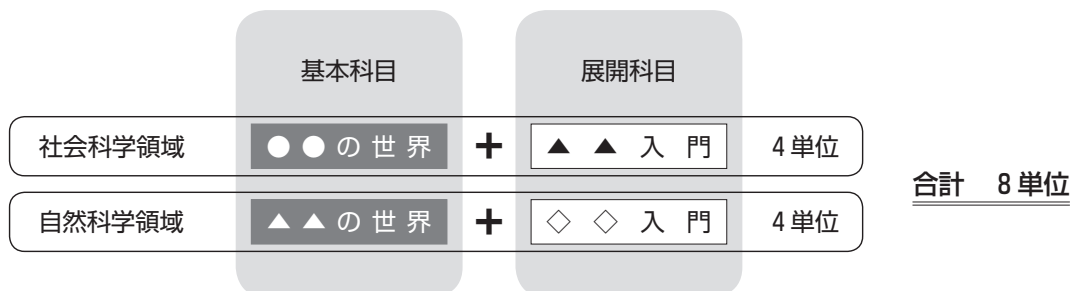 基本科目 展開科目
社会科学領域 ●●の世界 + ▲▲入門 4単位
合計 8単位
自然科学領域 ▲▲の世界 + ◇◇入門 4単位